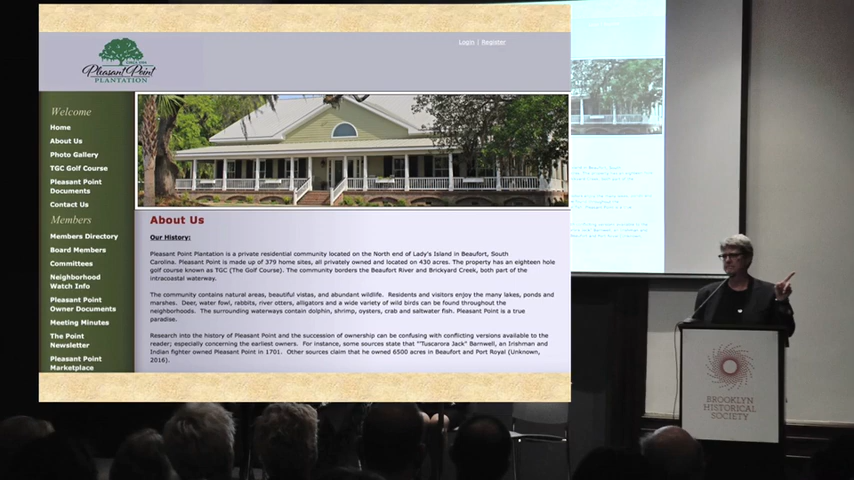 Login | Register
SINCE 1701
Pleasant Point
PLANTATION
Welcome
Home
About Us
Photo Gallery
TGC Golf Course
Pleasant Point
Documents
Contact Us
Members
Members Directory
Board Members
Committees
Neighborhood
Watch Info
Pleasant Point
Owner Documents
Meeting Minutes
The Point
Newsletter
Pleasant Point
Marketplace
About Us
Our History:
Pleasant Point Plantation is a private residential community located on the North end of Lady's Island in Beaufort, South
Carolina. Pleasant Point is made up of 379 home sites, all privately owned and located on 430 acres. The property has an eighteen hole
golf course known as TGC (The Golf Course). The community borders the Beaufort River and Brickyard Creek, both part of the
intracoastal waterway.
The community contains natural areas, beautiful vistas, and abundant wildlife. Residents and visitors enjoy the many lakes, ponds and
marshes. Deer, water fowl, rabbits, river otters, alligators and a wide variety of wild birds can be found throughout the
neighborhoods. The surrounding waterways contain dolphin, shrimp, oysters, crab and saltwater fish. Pleasant Point is a true
paradise.
Research into the history of Pleasant Point and the succession of ownership can be confusing with conflicting versions available to the
reader; especially concerning the earliest owners. For instance, some sources state that ""Tuscarora Jack" Barnwell, an Irishman and
Indian fighter owned Pleasant Point in 1701. Other sources claim that he owned 6500 acres in Beaufort and Port Royal (Unknown,
2016).
BROOKLYN
HISTORICAL
SOCIETY